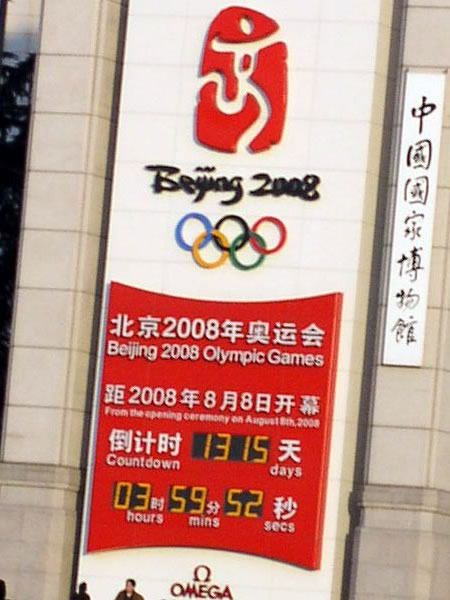 Beijing 2008
北京2008年奥运会
Beijing 2008 Olympic Games
距2008年8月8日开幕
From the opening ceremony on August 8th, 2008
倒计时 1315 天
Countdown days
03 时 59 分 52 秒
hours mins secs
Ω
OMEGA
中國國家博物館